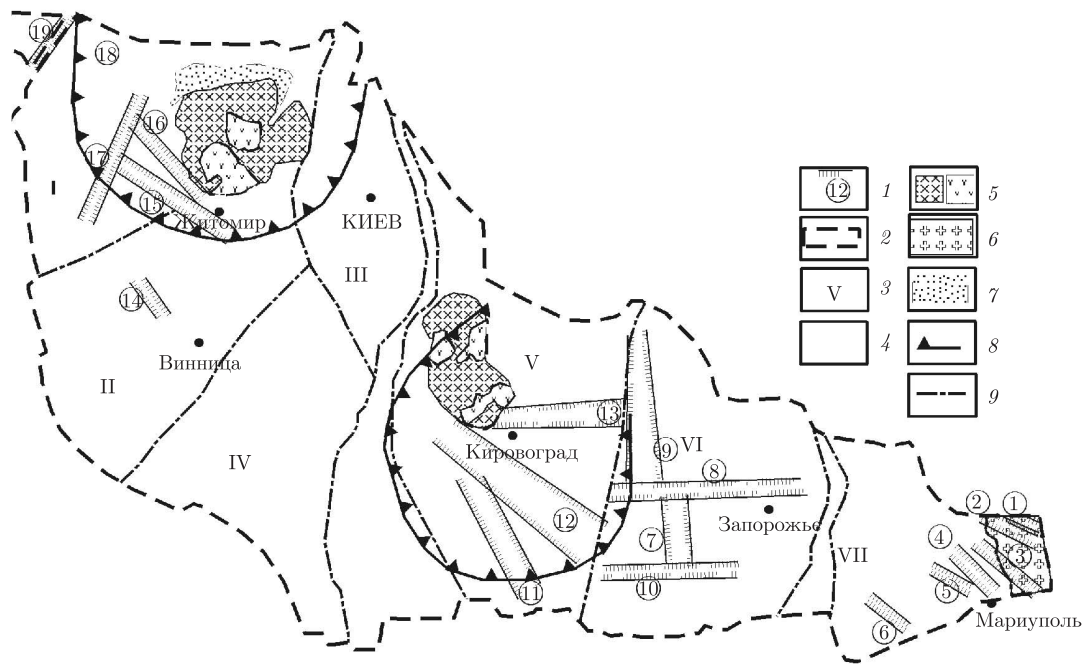 19
18
16
17
15
Китомир
КИЕВ
I
III
14
Винница
II
IV
V
13
Кировоград
9
VI
8
12
Запорожье
7
11
10
VII
2
1
4
3
5
6
Мариуполь
12
1
2
V
3
4
5
6
7
8
9